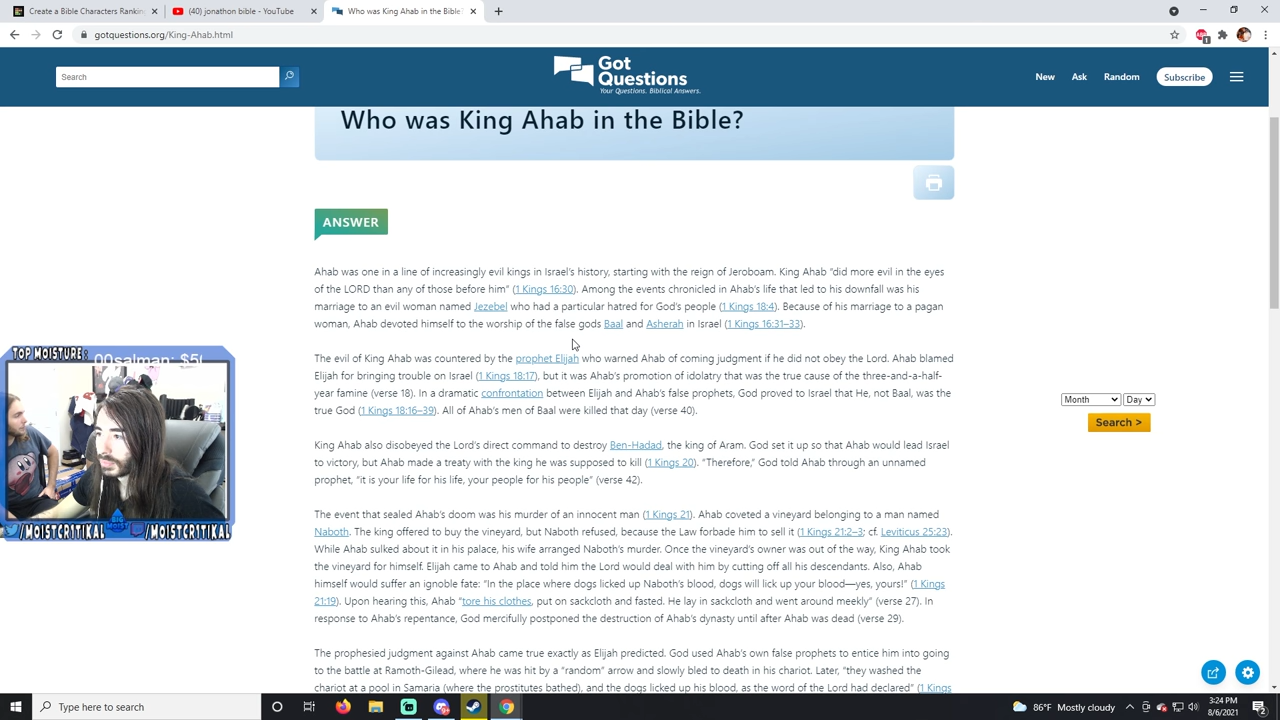 Create a Bible Characters Ranking
(40) jonathon bible - YouTube
Who was King Ahab in the Bible?
gotquestions.org/King-Ahab.html
Search
Got
Questions
Your Questions. Biblical Answers.
New
Ask
Random
Subscribe
Who was King Ahab in the Bible?
ANSWER
Ahab was one in a line of increasingly evil kings in Israel's history, starting with the reign of Jeroboam. King Ahab "did more evil in the eyes
of the LORD than any of those before him" (1 Kings 16:30). Among the events chronicled in Ahab's life that led to his downfall was his
marriage to an evil woman named Jezebel who had a particular hatred for God's people (1 Kings 18:4). Because of his marriage to a pagan
woman, Ahab devoted himself to the worship of the false gods Baal and Asherah in Israel (1 Kings 16:31–33).
The evil of King Ahab was countered by the prophet Elijah who warned Ahab of coming judgment if he did not obey the Lord. Ahab blamed
Elijah for bringing trouble on Israel (1 Kings 18:17), but it was Ahab's promotion of idolatry that was the true cause of the three-and-a-half-
year famine (verse 18). In a dramatic confrontation between Elijah and Ahab's false prophets, God proved to Israel that He, not Baal, was the
true God (1 Kings 18:16–39). All of Ahab's men of Baal were killed that day (verse 40).
King Ahab also disobeyed the Lord's direct command to destroy Ben-Hadad, the king of Aram. God set it up so that Ahab would lead Israel
to victory, but Ahab made a treaty with the king he was supposed to kill (1 Kings 20). "Therefore," God told Ahab through an unnamed
prophet, "it is your life for his life, your people for his people" (verse 42).
The event that sealed Ahab's doom was his murder of an innocent man (1 Kings 21). Ahab coveted a vineyard belonging to a man named
Naboth. The king offered to buy the vineyard, but Naboth refused, because the Law forbade him to sell it (1 Kings 21:2–3; cf. Leviticus 25:23).
While Ahab sulked about it in his palace, his wife arranged Naboth's murder. Once the vineyard's owner was out of the way, King Ahab took
the vineyard for himself. Elijah came to Ahab and told him the Lord would deal with him by cutting off all his descendants. Also, Ahab
himself would suffer an ignoble fate: "In the place where dogs licked up Naboth's blood, dogs will lick up your blood—yes, yours!" (1 Kings
21:19). Upon hearing this, Ahab "tore his clothes, put on sackcloth and fasted. He lay in sackcloth and went around meekly" (verse 27). In
response to Ahab's repentance, God mercifully postponed the destruction of Ahab's dynasty until after Ahab was dead (verse 29).
The prophesied judgment against Ahab came true exactly as Elijah predicted. God used Ahab's own false prophets to entice him into going
to the battle at Ramoth-Gilead, where he was hit by a "random" arrow and slowly bled to death in his chariot. Later, "they washed the
chariot at a pool in Samaria (where the prostitutes bathed), and the dogs licked up his blood, as the word of the Lord had declared" (1 Kings
Month
Day
Search >
TOP MOISTURE:
00salman: $50
/MOISTCR1TIKAL
BIG
MOIST
/MOISTCR1TIKAL
Type here to search
86°F Mostly cloudy
3:24 PM
8/6/2021
2